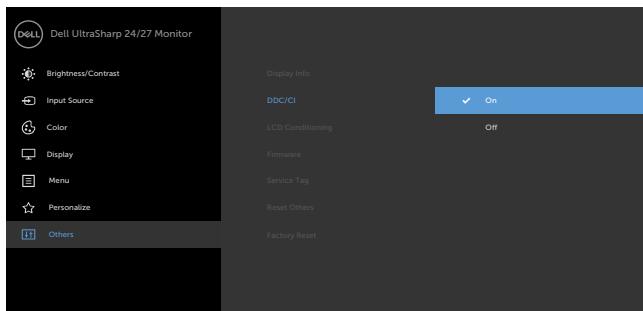 DELL
Dell UltraSharp 24/27 Monitor
Brightness/Contrast
Input Source
Color
Display
Menu
Personalize
Others
Display Info
DDC/CI
LCD Conditioning
Firmware
Service Tag
Reset Others
Factory Reset
On
Off